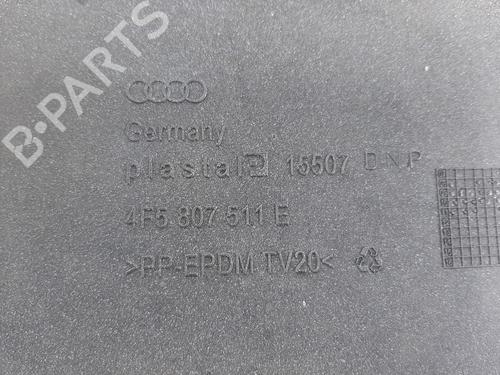 B-PARTS
Germany
plastal 15507 D N P
4F5 807 511 E
>PP-EPDM TV20<